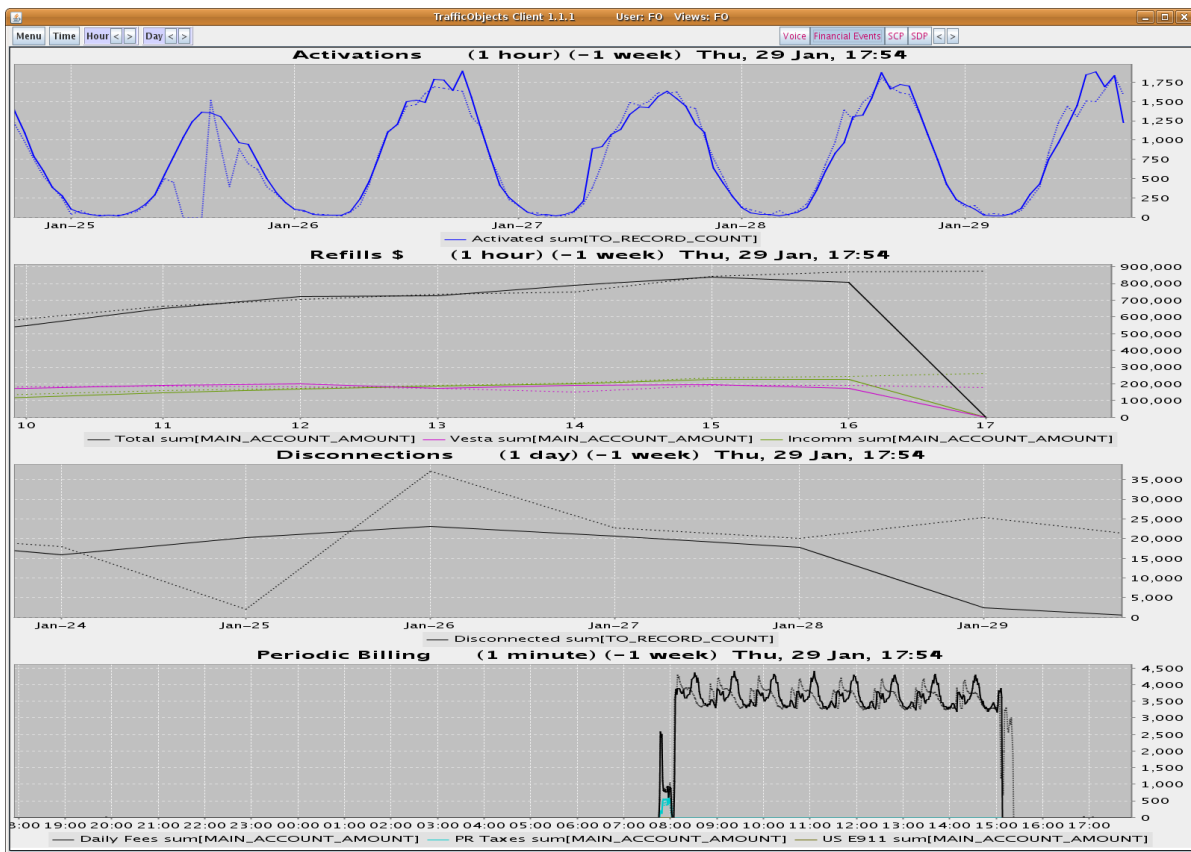 TrafficObjects Client 1.1.1 User: FO Views: FO
Menu Time Hour < > Day < > Voice Financial Events SCP SDP < >
Activations (1 hour) (-1 week) Thu, 29 Jan, 17:54
1,750
1,500
1,250
1,000
750
500
250
0
Jan-25 Jan-26 Jan-27 Jan-28 Jan-29
Activated sum[TO_RECORD_COUNT]
Refills $ (1 hour) (-1 week) Thu, 29 Jan, 17:54
900,000
800,000
700,000
600,000
500,000
400,000
300,000
200,000
100,000
0
10 11 12 13 14 15 16 17
Total sum[MAIN_ACCOUNT_AMOUNT] Vesta sum[MAIN_ACCOUNT_AMOUNT] Incomm sum[MAIN_ACCOUNT_AMOUNT]
Disconnections (1 day) (-1 week) Thu, 29 Jan, 17:54
35,000
30,000
25,000
20,000
15,000
10,000
5,000
0
Jan-24 Jan-25 Jan-26 Jan-27 Jan-28 Jan-29
Disconnected sum[TO_RECORD_COUNT]
Periodic Billing (1 minute) (-1 week) Thu, 29 Jan, 17:54
4,500
4,000
3,500
3,000
2,500
2,000
1,500
1,000
500
0
8:00 19:00 20:00 21:00 22:00 23:00 00:00 01:00 02:00 03:00 04:00 05:00 06:00 07:00 08:00 09:00 10:00 11:00 12:00 13:00 14:00 15:00 16:00 17:00
Daily Fees sum[MAIN_ACCOUNT_AMOUNT] PR Taxes sum[MAIN_ACCOUNT_AMOUNT] US E911 sum[MAIN_ACCOUNT_AMOUNT]